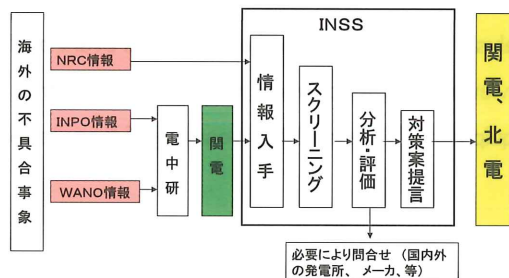 海外の不具合事象
NRC情報
INPO情報
WANO情報
電中研
関電
INSS
情報入手
スクリーニング
分析・評価
対策案提言
関電、北電
必要により問合せ （国内外
の発電所、メーカ、等）